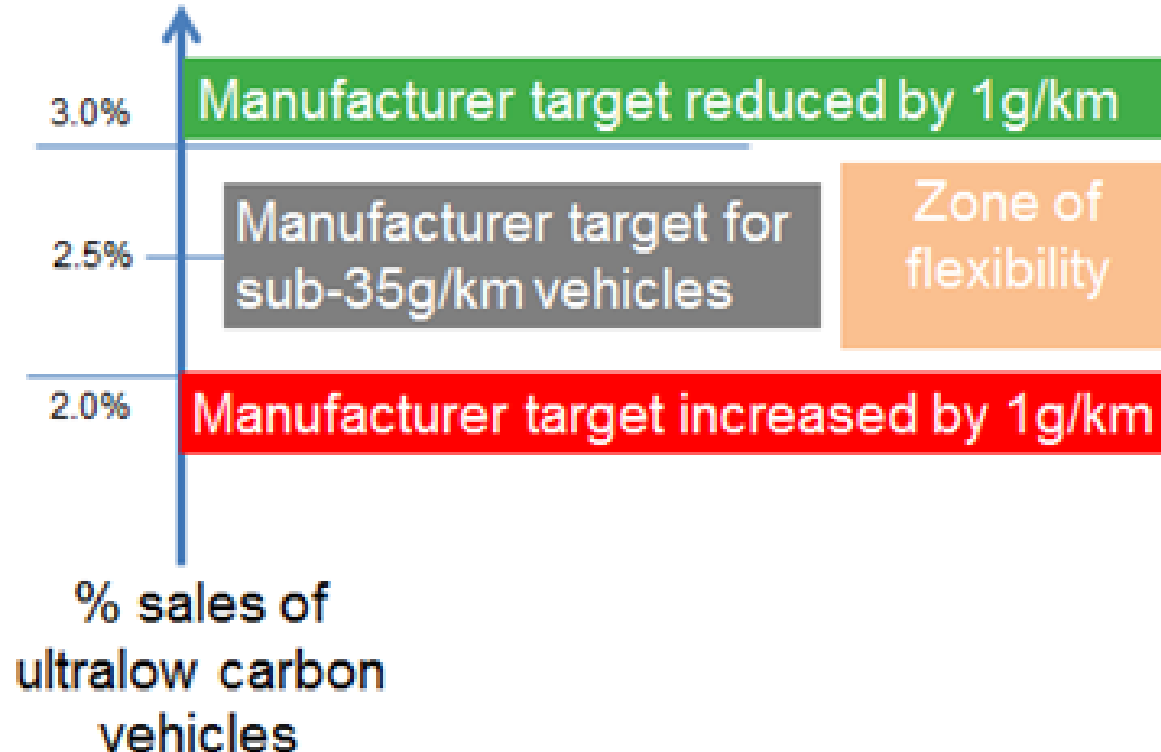 3.0%
Manufacturer target reduced by 1g/km
Manufacturer target for
sub-35g/km vehicles
Zone of
flexibility
2.5%
2.0%
Manufacturer target increased by 1g/km
% sales of
ultralow carbon
vehicles